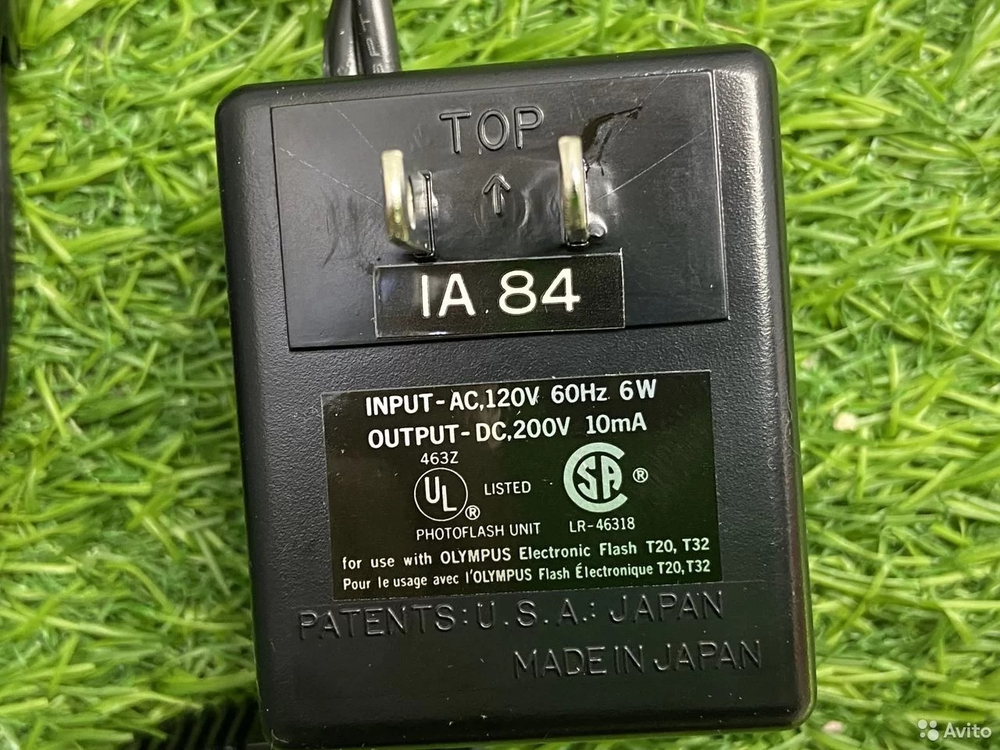 TOP
↑
IA 84
INPUT-AC,120V 60Hz 6W
OUTPUT-DC,200V 10mA
463Z
UL® LISTED
SA®
PHOTOFLASH UNIT LR-46318
for use with OLYMPUS Electronic Flash T20, T32
Pour le usage avec l'OLYMPUS Flash Électronique T20,T32
PATENTS:U.S.A.:JAPAN
MADE IN JAPAN
Avito